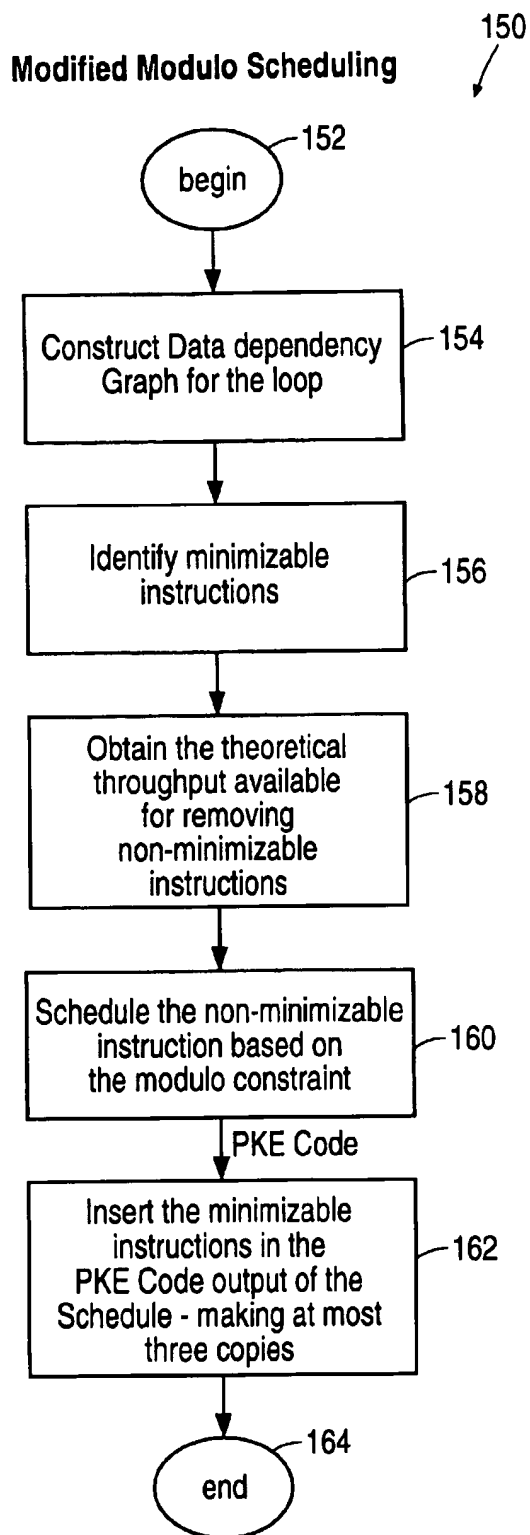 150
Modified Modulo Scheduling
152
begin
Construct Data dependency
Graph for the loop
154
Identify minimizable
instructions
156
Obtain the theoretical
throughput available
for removing
non-minimizable
instructions
158
Schedule the non-minimizable
instruction based on
the modulo constraint
160
PKE Code
Insert the minimizable
instructions in the
PKE Code output of the
Schedule - making at most
three copies
162
164
end